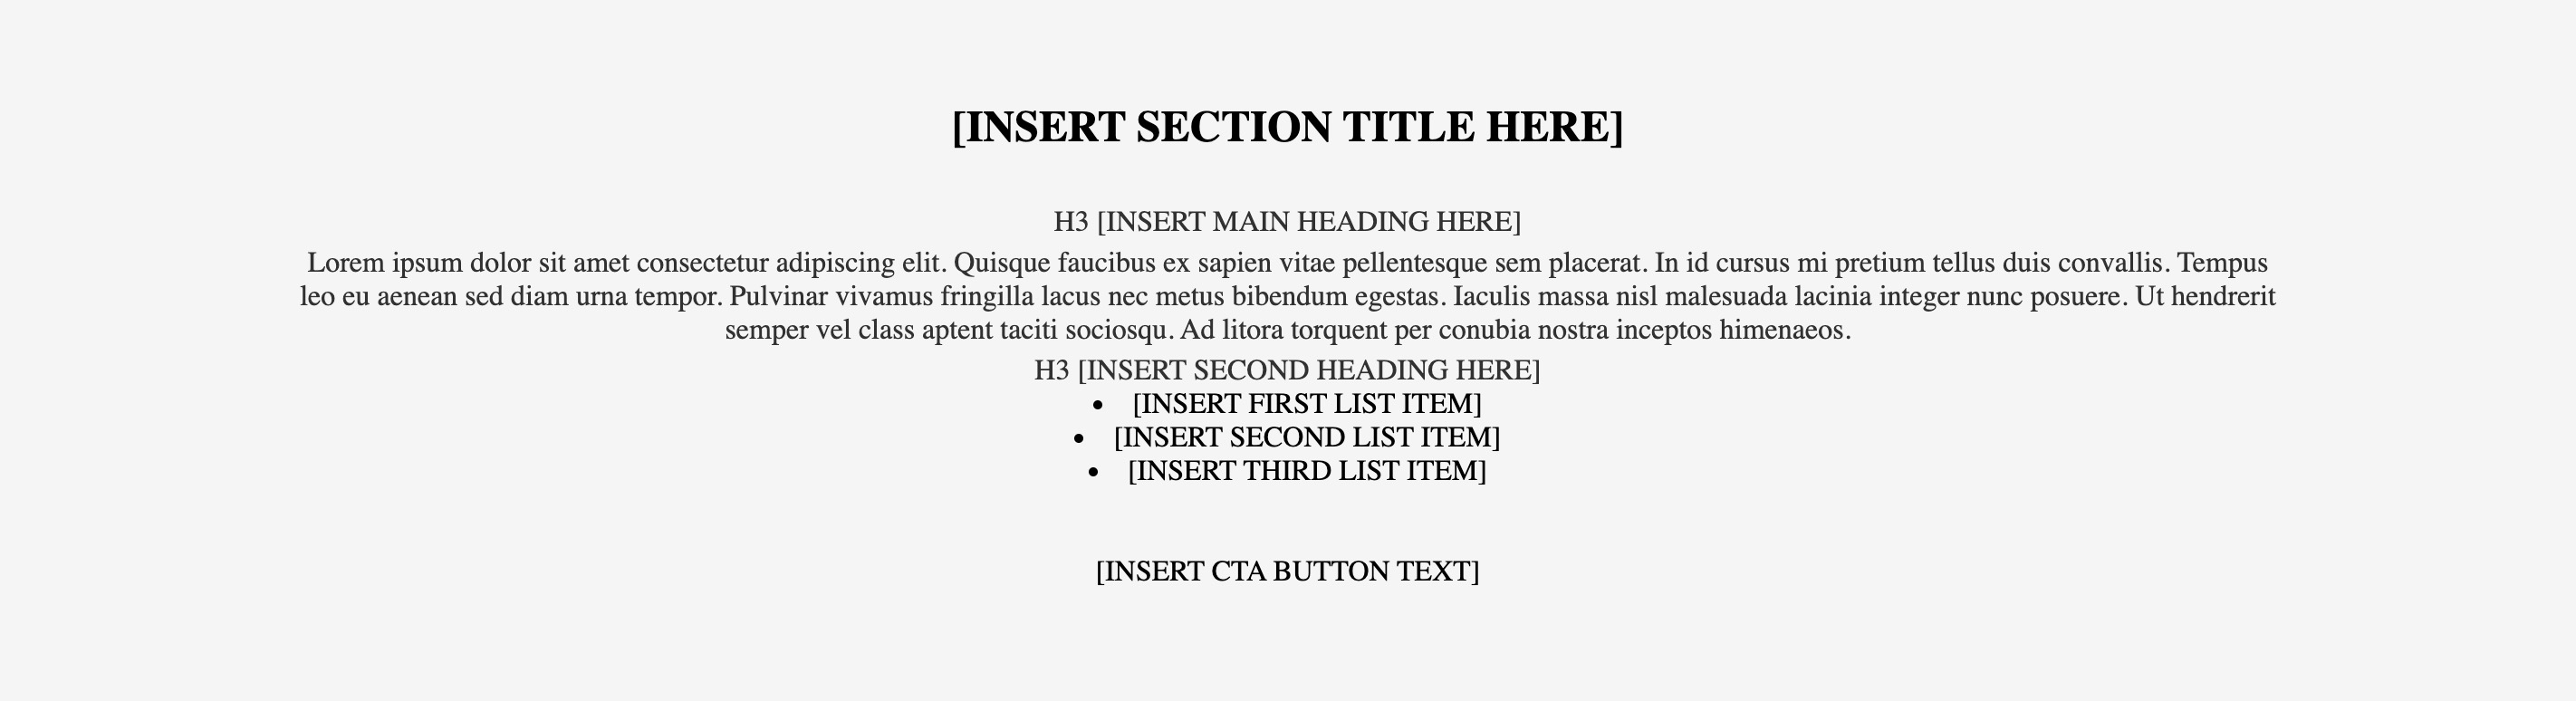 [INSERT SECTION TITLE HERE]
H3 [INSERT MAIN HEADING HERE]
Lorem ipsum dolor sit amet consectetur adipiscing elit. Quisque faucibus ex sapien vitae pellentesque sem placerat. In id cursus mi pretium tellus duis convallis. Tempus
leo eu aenean sed diam urna tempor. Pulvinar vivamus fringilla lacus nec metus bibendum egestas. Iaculis massa nisl malesuada lacinia integer nunc posuere. Ut hendrerit
semper vel class aptent taciti sociosqu. Ad litora torquent per conubia nostra inceptos himenaeos.
H3 [INSERT SECOND HEADING HERE]
• [INSERT FIRST LIST ITEM]
• [INSERT SECOND LIST ITEM]
• [INSERT THIRD LIST ITEM]
[INSERT CTA BUTTON TEXT]